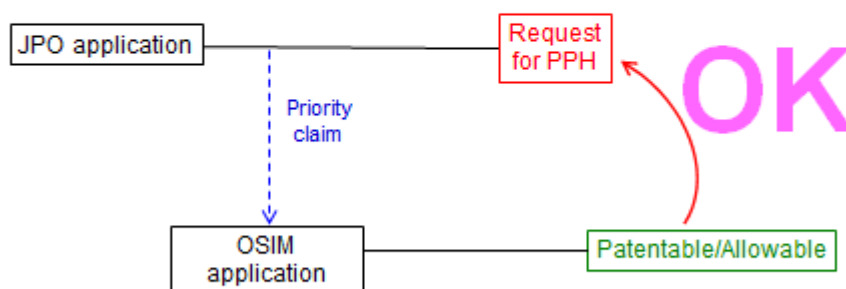 JPO application
Request
for PPH
OK
Priority
claim
OSIM
application
Patentable/Allowable